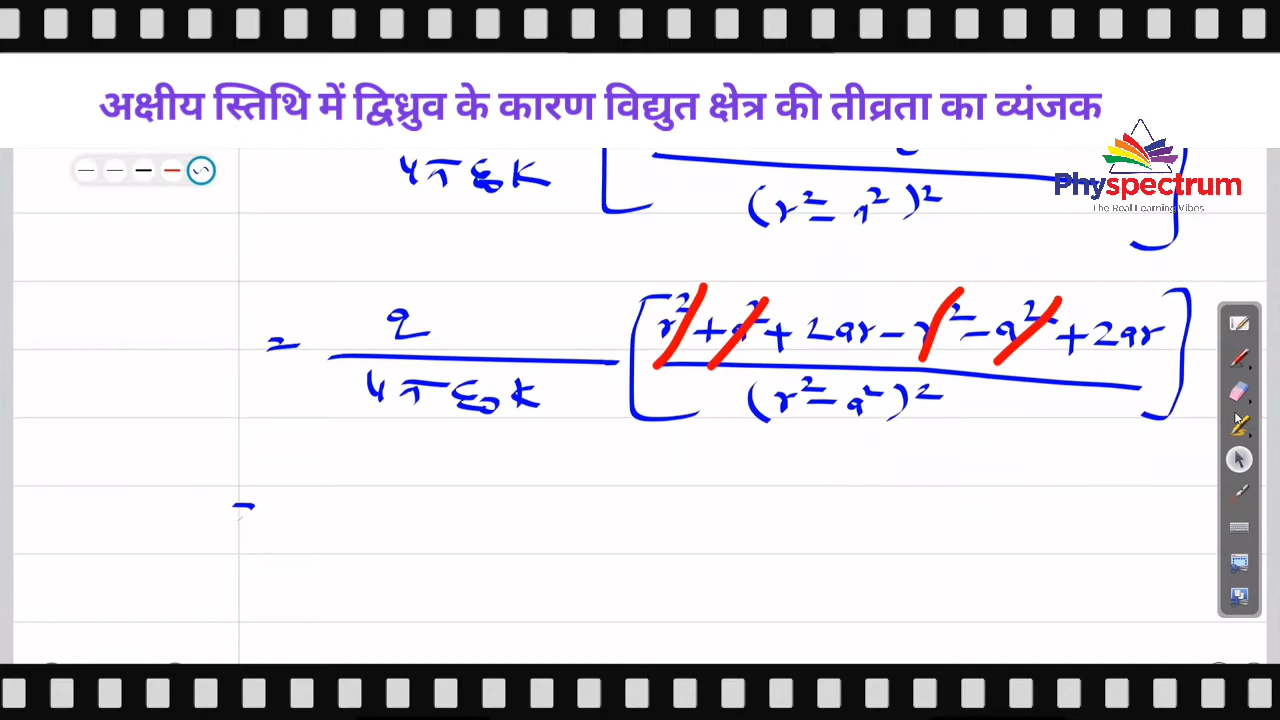 अक्षीय स्तिथि में द्विध्रुव के कारण विद्युत क्षेत्र की तीव्रता का व्यंजक
Physpectrum
The Real Learning Vibes
4πε₀K [ (r² - a²)² ]
= q / 4πε₀K [ r² + a² + 2ar - r² - a² + 2ar / (r² - a²)² ]